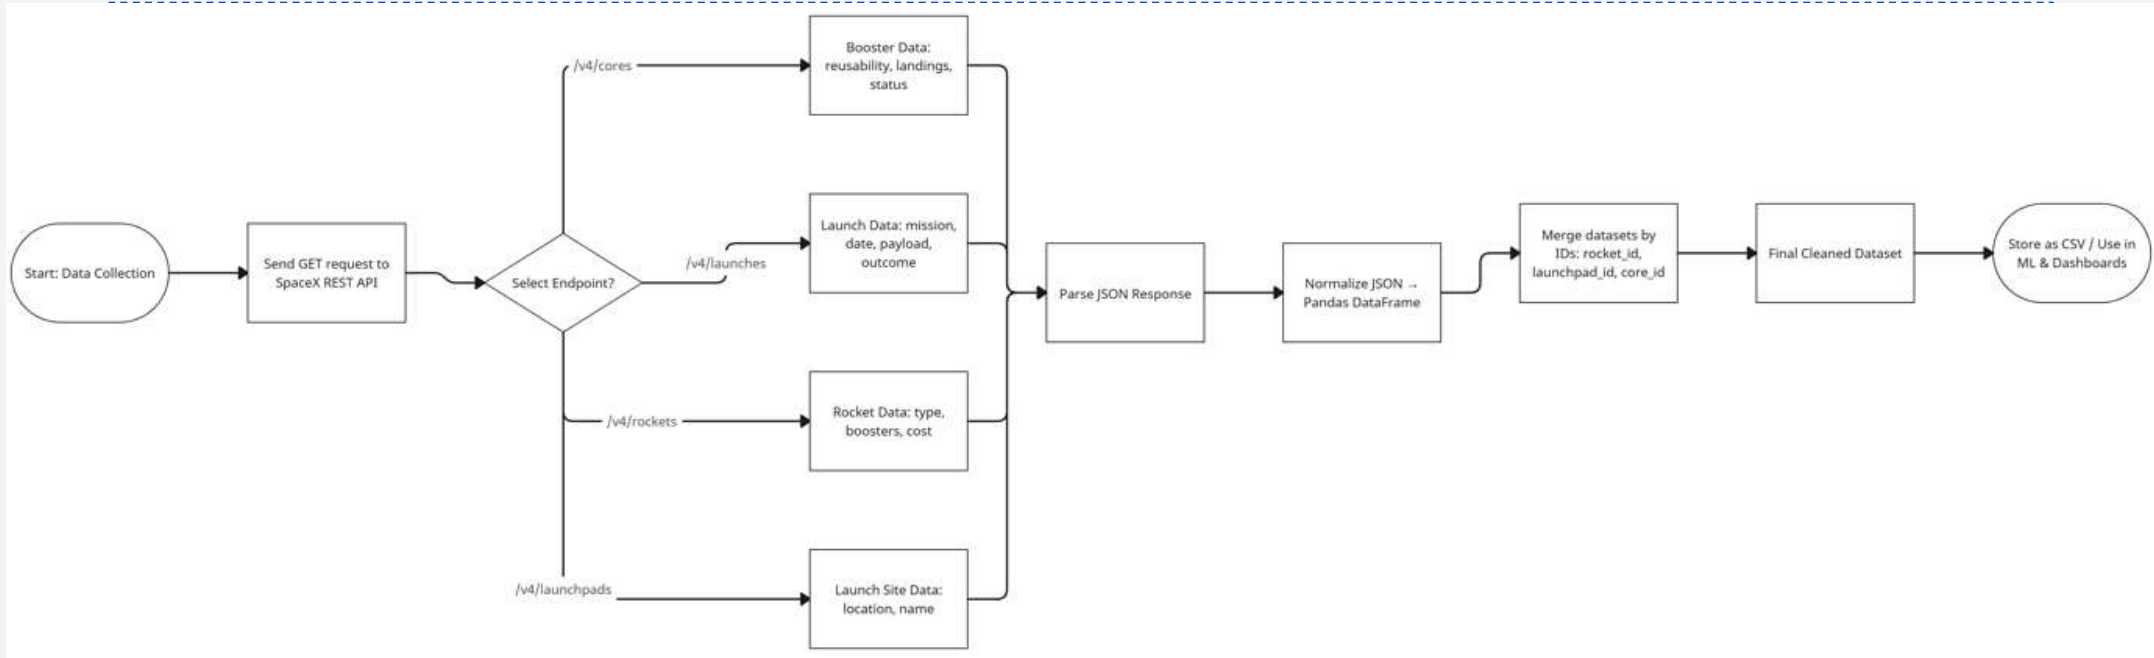 Start: Data Collection
Send GET request to
SpaceX REST API
Select Endpoint?
/v4/cores
/v4/launches
/v4/rockets
/v4/launchpads
Booster Data:
reusability, landings,
status
Launch Data: mission,
date, payload,
outcome
Rocket Data: type,
boosters, cost
Launch Site Data:
location, name
Parse JSON Response
Normalize JSON →
Pandas DataFrame
Merge datasets by
IDs: rocket_id,
launchpad_id, core_id
Final Cleaned Dataset
Store as CSV / Use in
ML & Dashboards